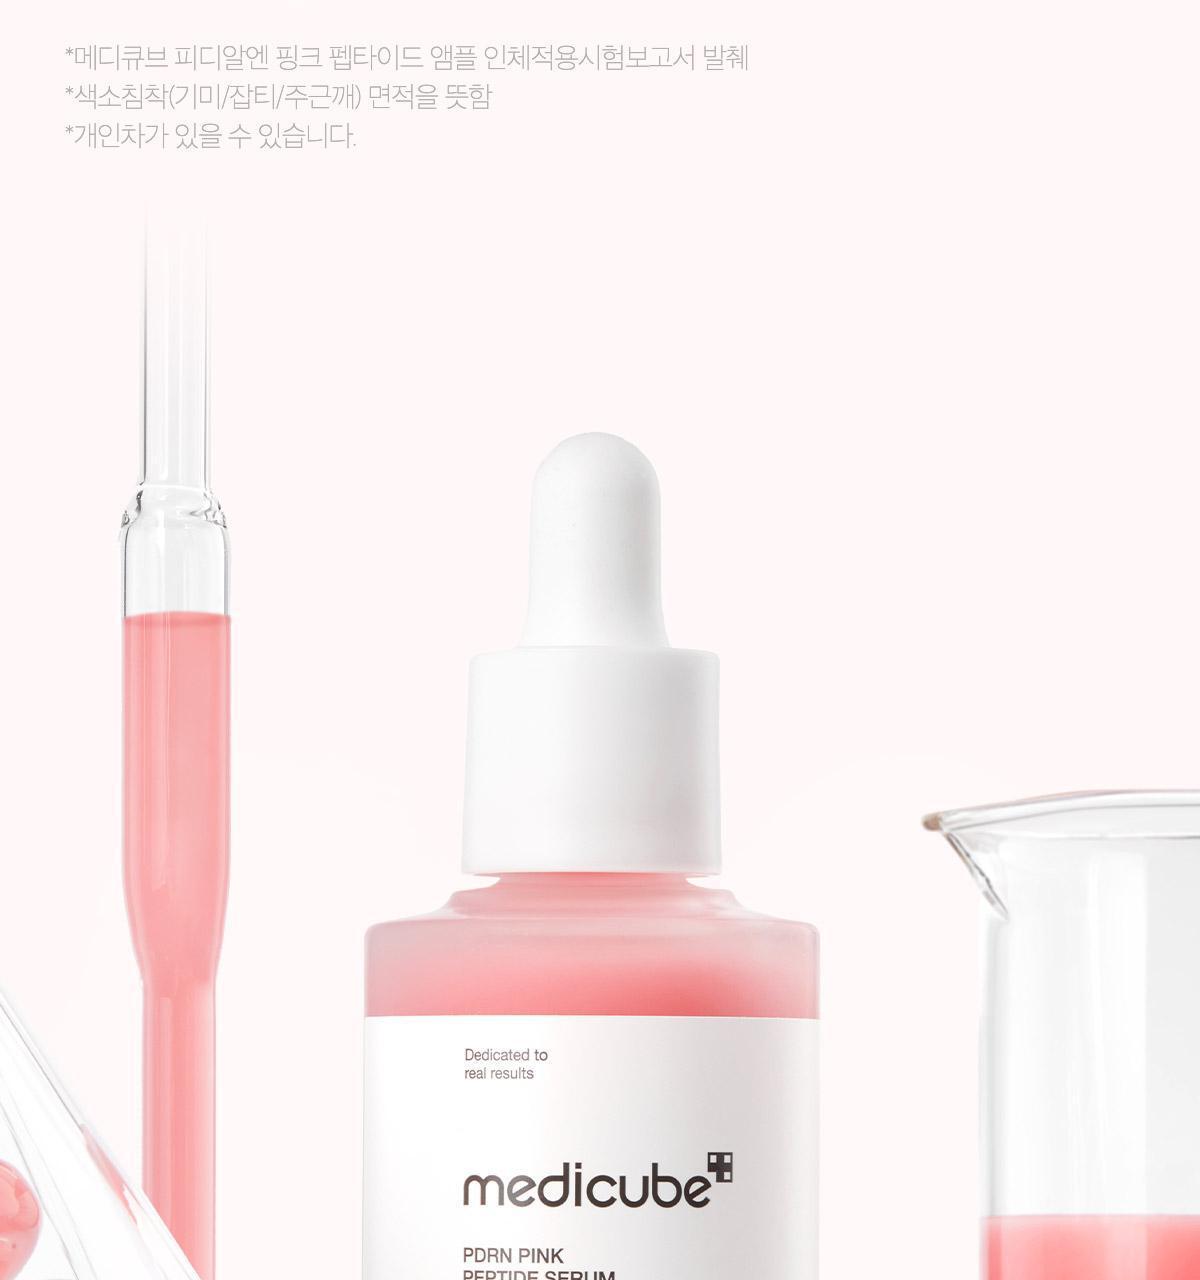 *메디큐브 피디알엔 핑크 펩타이드 앰플 인체적용시험보고서 발췌
*색소침착(기미/잡티/주근깨) 면적을 뜻함
*개인차가 있을 수 있습니다.
Dedicated to
real results
medicube
PDRN PINK
PEPTIDE SERUM